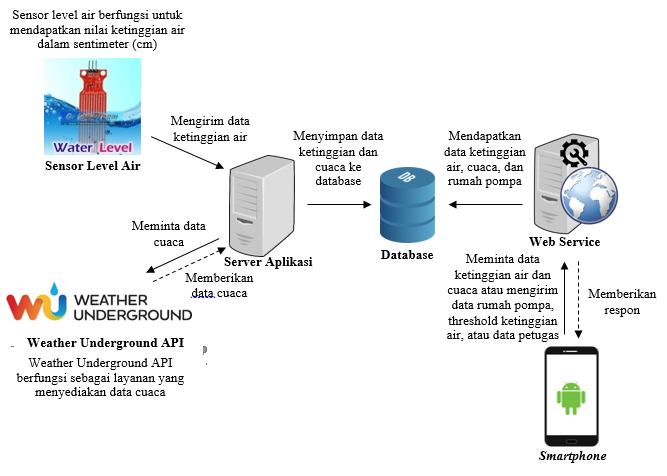 Sensor level air berfungsi untuk
mendapatkan nilai ketinggian air
dalam sentimeter (cm)
Water Level
Sensor Level Air
Mengirim data
ketinggian air
Menyimpan data
ketinggian dan
cuaca ke
database
Mendapatkan
data ketinggian
air, cuaca, dan
rumah pompa
DB
Server Aplikasi
Database
Web Service
Meminta data
cuaca
Memberikan
data cuaca
WU WEATHER
UNDERGROUND
Weather Underground API
Weather Underground API
berfungsi sebagai layanan yang
menyediakan data cuaca
Meminta data
ketinggian air dan
cuaca atau mengirim
data rumah pompa,
threshold ketinggian
air, atau data petugas
Memberikan
respon
Smartphone